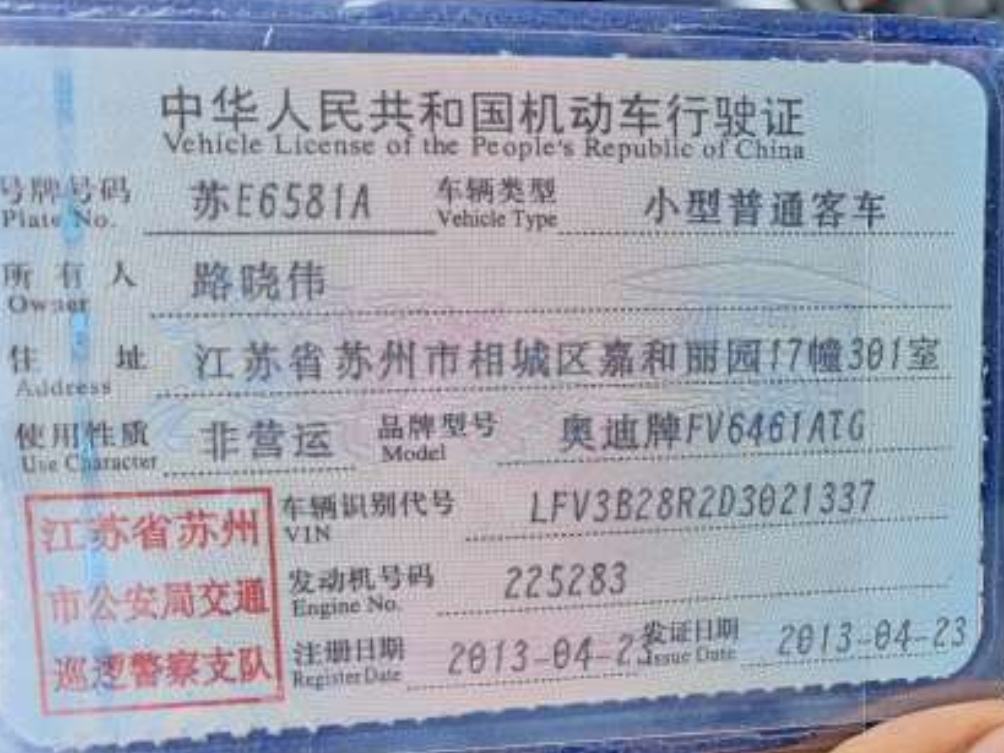 中华人民共和国机动车行驶证
Vehicle License of the People's Republic of China
号牌号码 苏E6581A 车辆类型 小型普通客车
Plate No. Vehicle Type
所有人 路晓伟
Owner
住址 江苏省苏州市相城区嘉和丽园17幢301室
Address
使用性质 非营运 品牌型号 奥迪牌FV6461ATG
Use Character Model
车辆识别代号 LFV3B28R2D3021337
VIN
发动机号码 225283
Engine No.
注册日期 2013-04-23 发证日期 2013-04-23
Register Date Issue Date
江苏省苏州
市公安局交通
巡逻警察支队